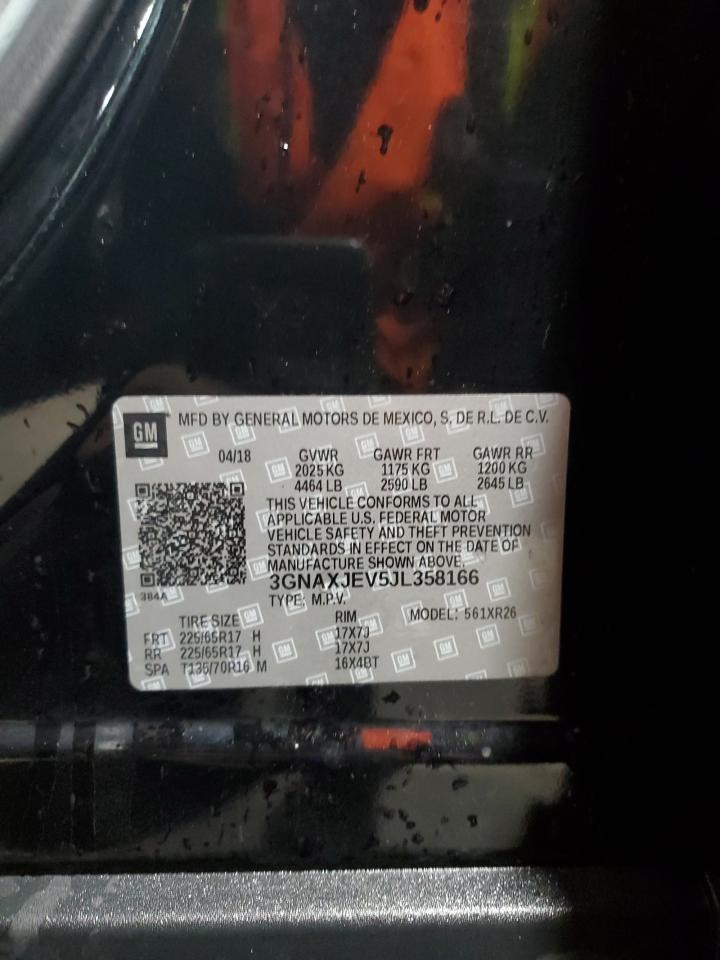 GM MFD BY GENERAL MOTORS DE MEXICO, S. DE R.L. DE C.V.
04/18 GVWR GAWR FRT GAWR RR
2025 KG 1175 KG 1200 KG
4464 LB 2590 LB 2645 LB
THIS VEHICLE CONFORMS TO ALL
APPLICABLE U.S. FEDERAL MOTOR
VEHICLE SAFETY AND THEFT PREVENTION
STANDARDS IN EFFECT ON THE DATE OF
MANUFACTURE SHOWN ABOVE.
3GNAXJEV5JL358166
384A
TYPE: M.P.V.
TIRE SIZE RIM MODEL: 561XR26
FRT 225/65R17 H 17X7J
RR 225/65R17 H 17X7J
SPA T135/70R16 M 16X4BT